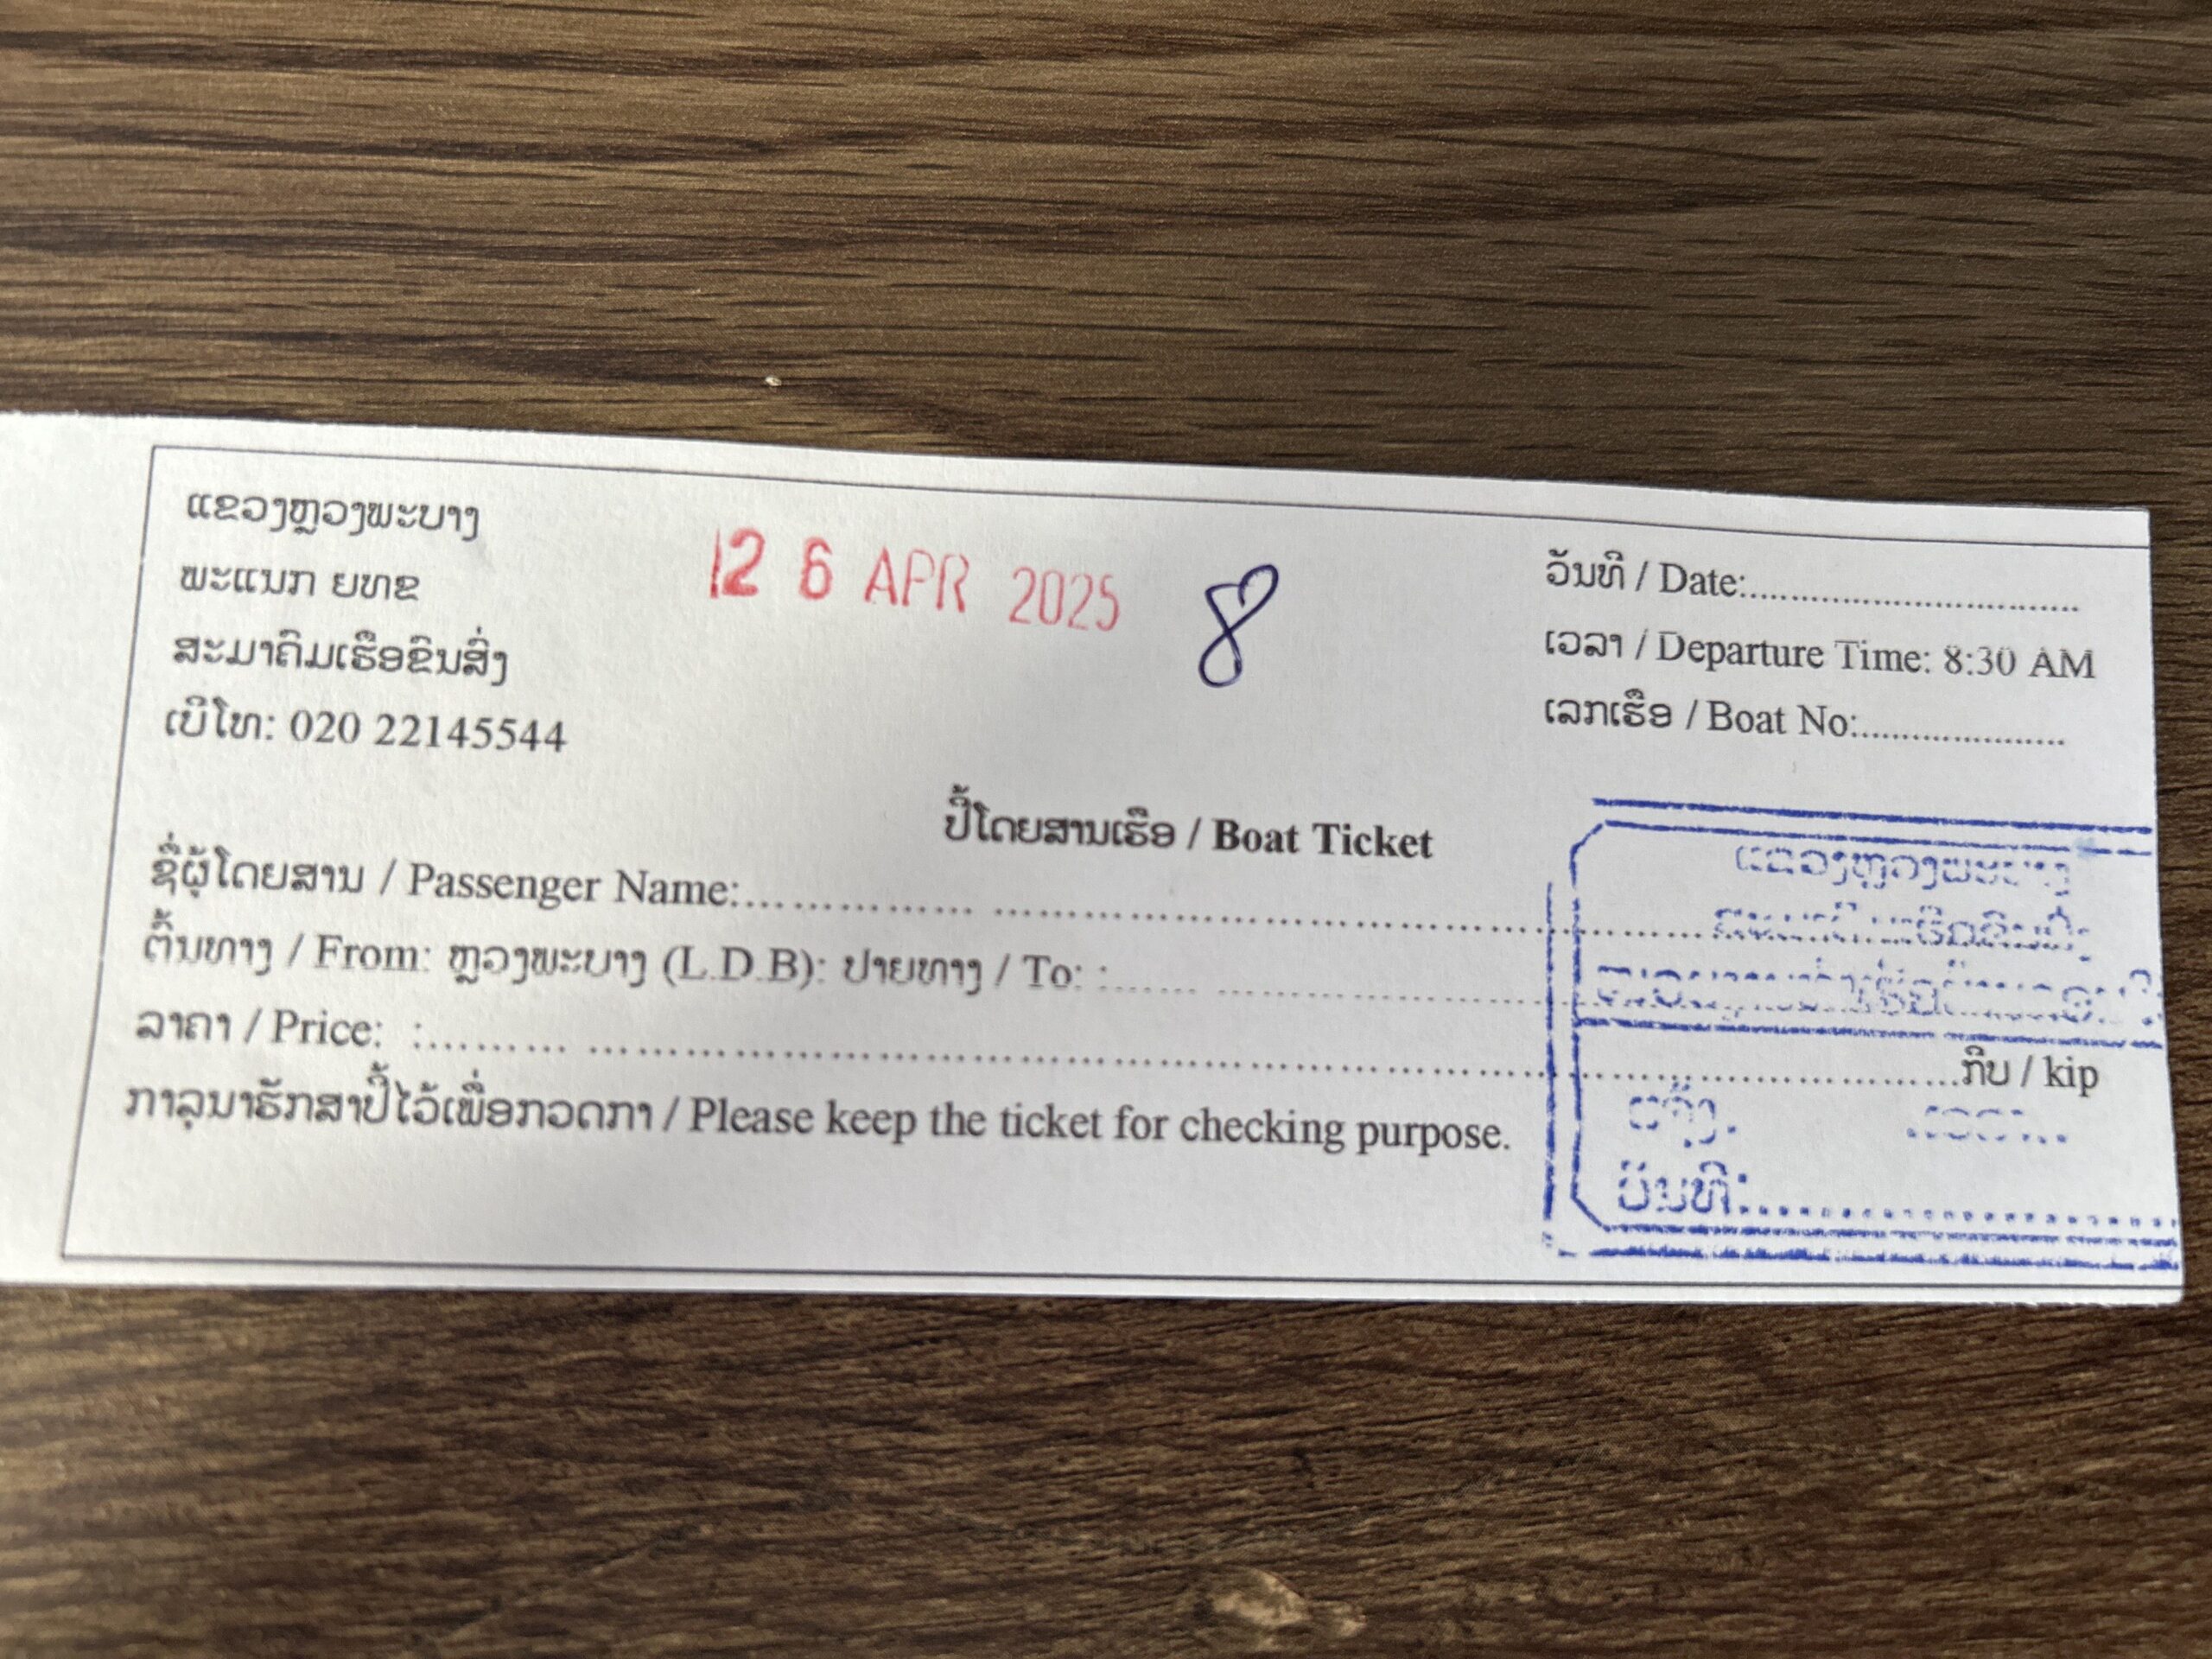 ແຂວງຫຼວງພະບາງ
ພະແນກ ຍທຂ
ສະມາຄົມເຮືອຂົນສົ່ງ
ເບີໂທ: 020 22145544
26 APR 2025
8
ວັນທີ / Date:................................
ເວລາ / Departure Time: 8:30 AM
ເລກເຮືອ / Boat No:....................
ປີ້ໂດຍສານເຮືອ / Boat Ticket
ຊື່ຜູ້ໂດຍສານ / Passenger Name:...............................................................
ຕົ້ນທາງ / From: ຫຼວງພະບາງ (L.D.B): ປາຍທາງ / To: :..........................................
ລາຄາ / Price: :................................................................................ກີບ / kip
ກາລຸນາຮັກສາປີ້ໄວ້ເພື່ອກວດກາ / Please keep the ticket for checking purpose.
ແຂວງຫຼວງພະບາງ
ວັນທີ:..............................